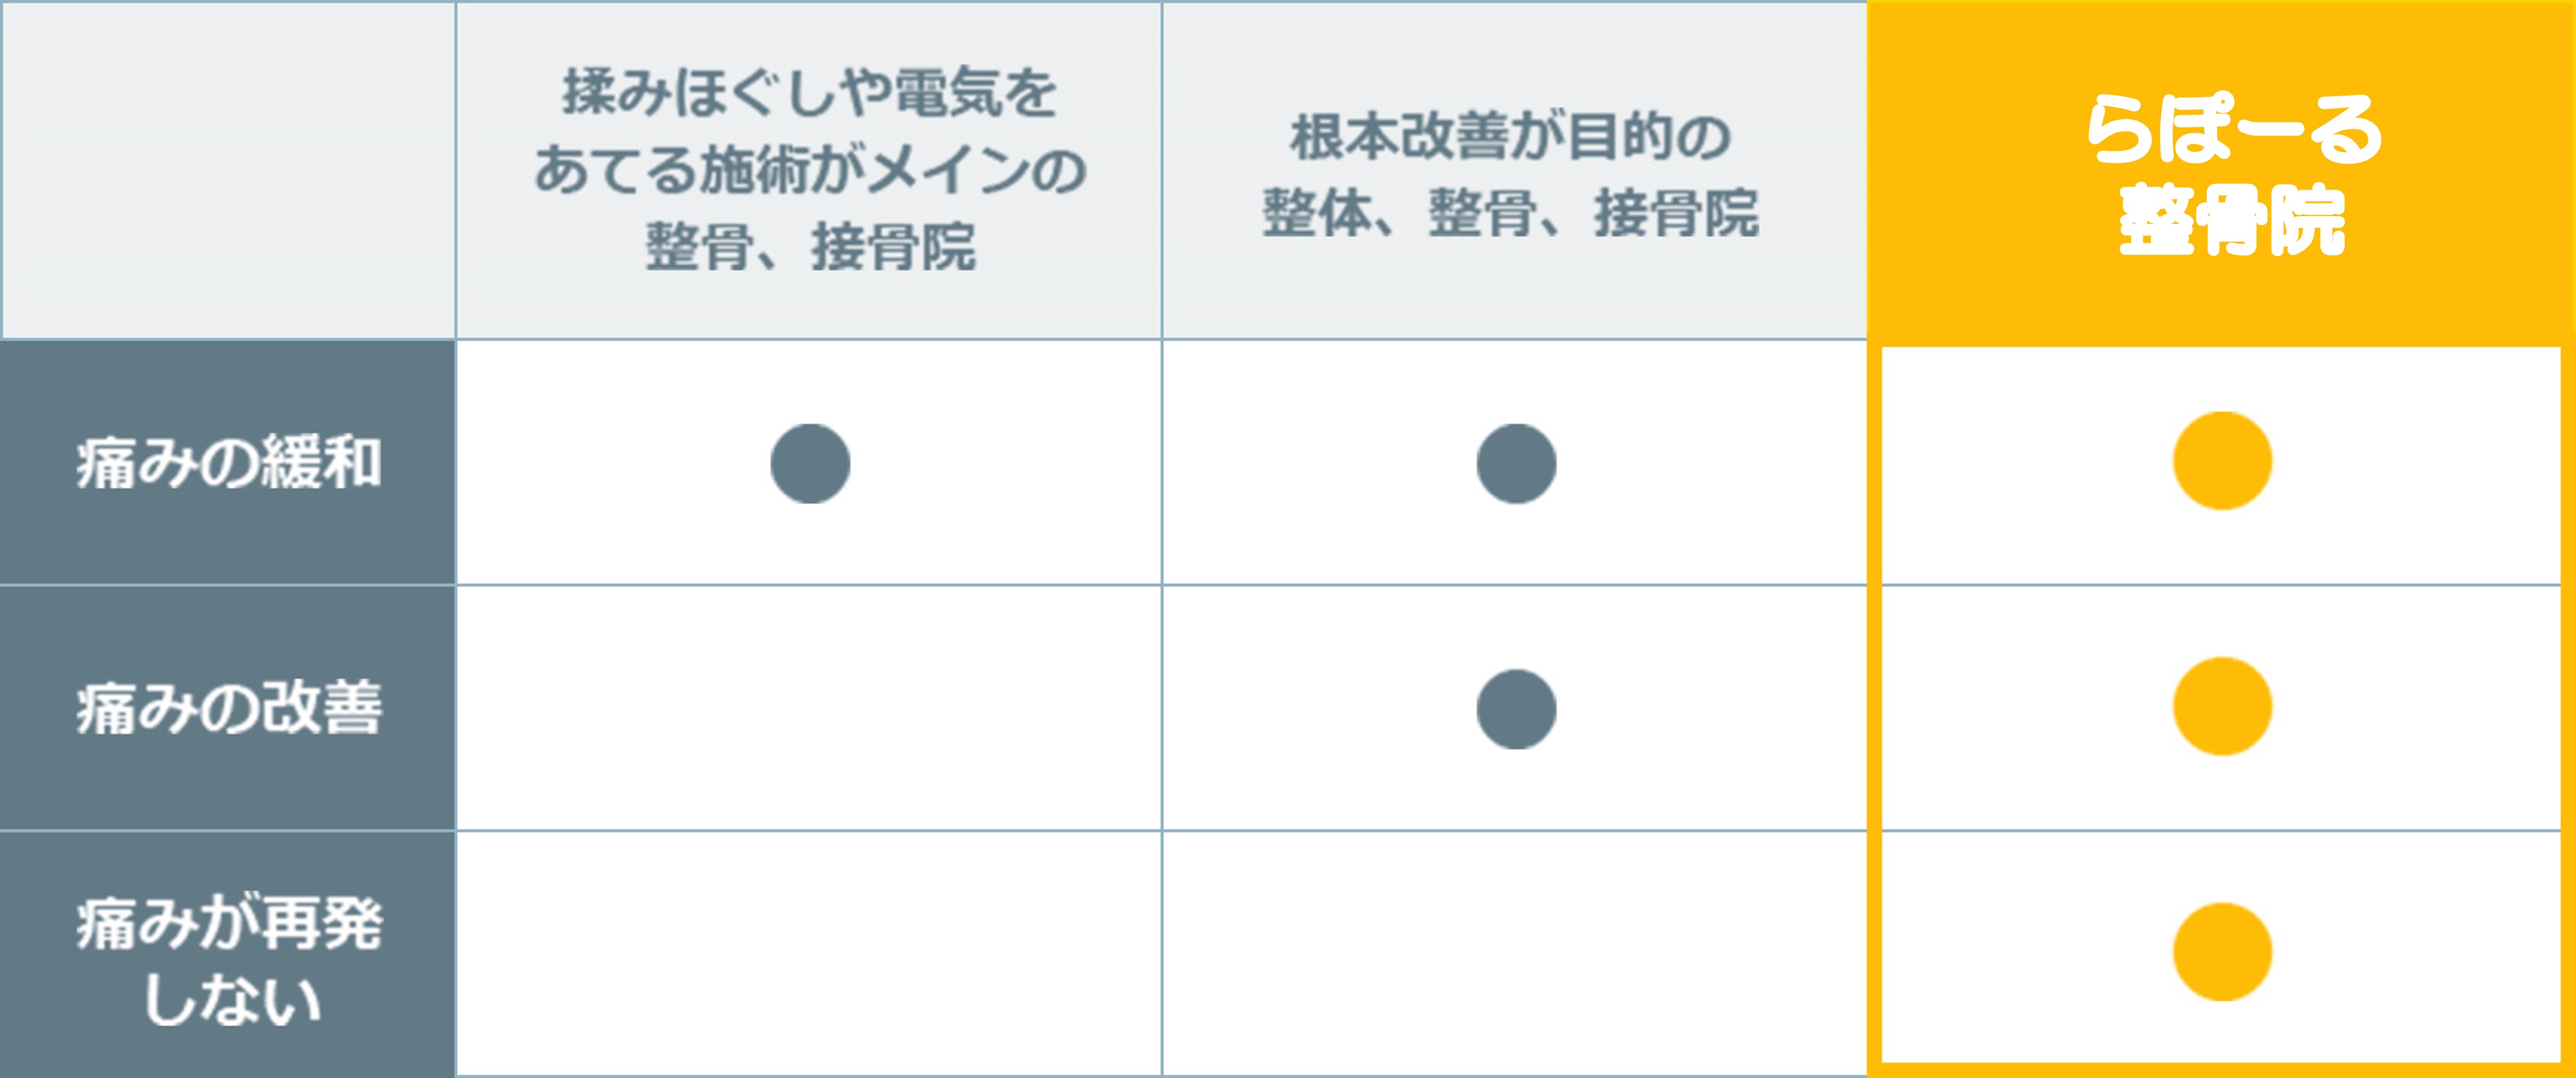 揉みほぐしや電気を
あてる施術がメインの
整骨、接骨院
根本改善が目的の
整体、整骨、接骨院
らぽーる
整骨院
痛みの緩和
痛みの改善
痛みが再発
しない